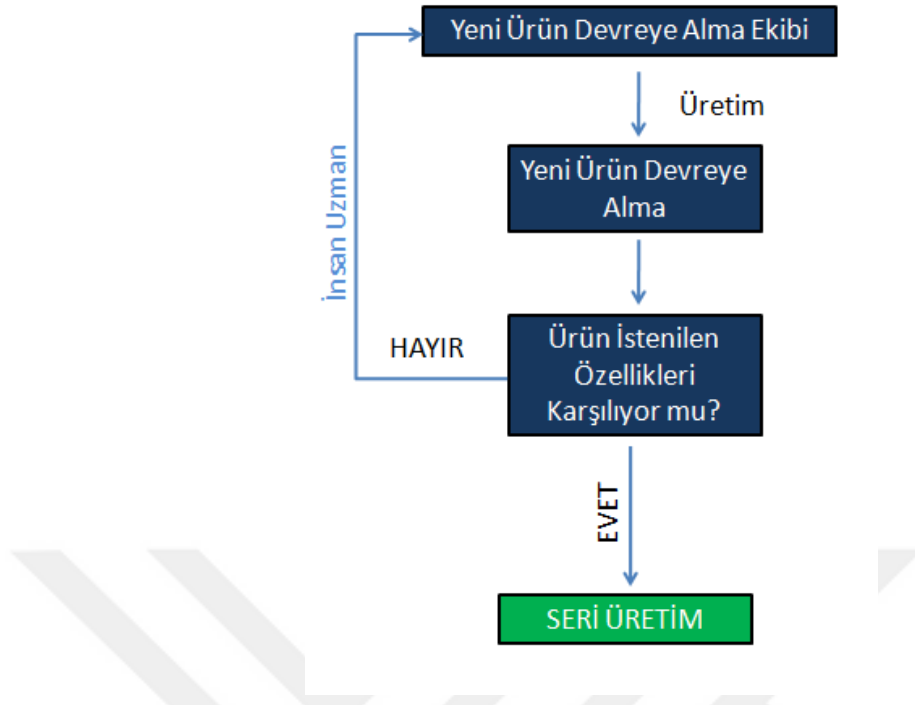 Yeni Ürün Devreye Alma Ekibi
Üretim
Yeni Ürün Devreye
Alma
İnsan Uzman
HAYIR
Ürün İstenilen
Özellikleri
Karşılıyor mu?
EVET
SERİ ÜRETİM